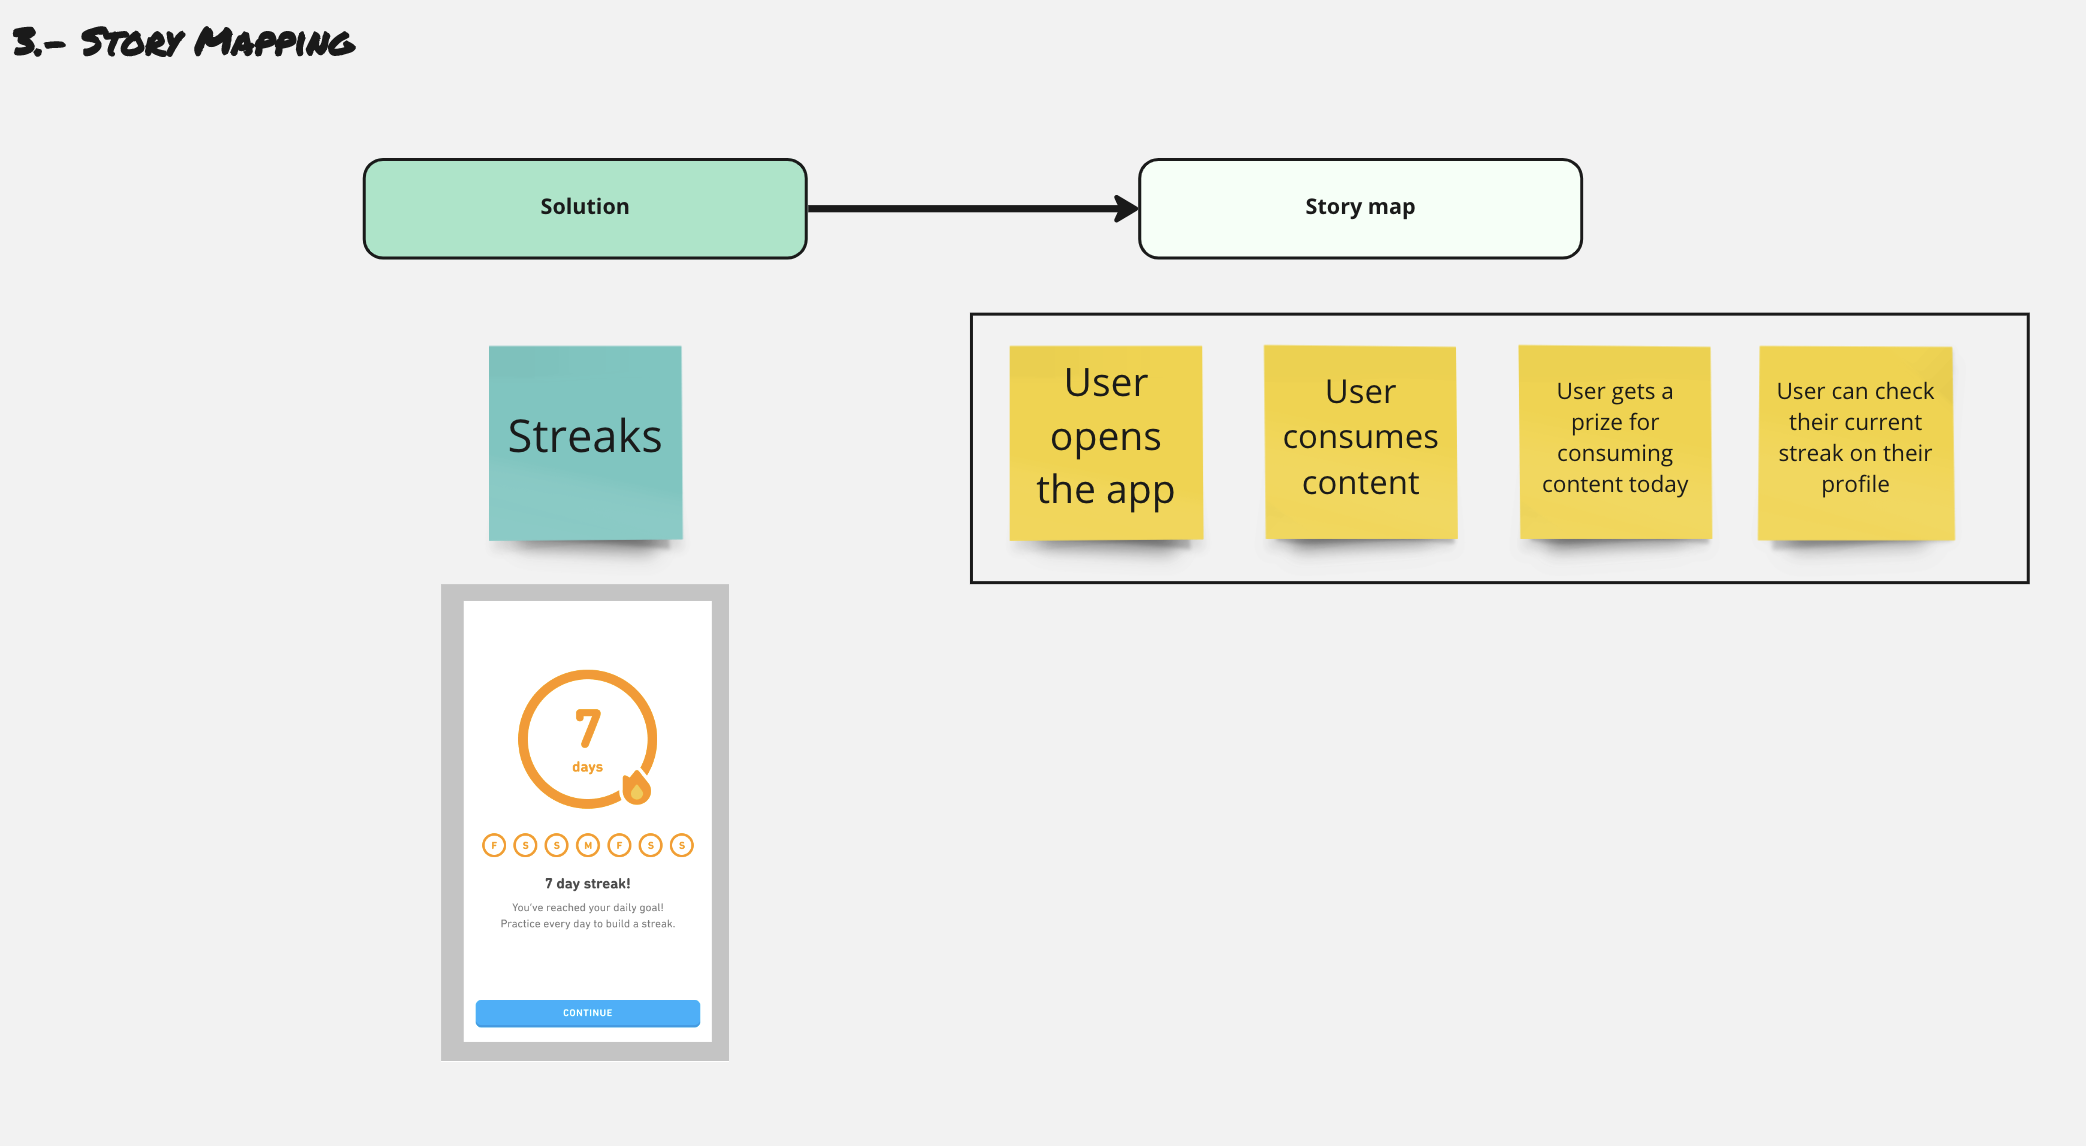 3.- Story Mapping
Solution
Story map
Streaks
User
opens
the app
User
consumes
content
User gets a
prize for
consuming
content today
User can check
their current
streak on their
profile
7
days
F S S M F S S
7 day streak!
You've reached your daily goal!
Practice every day to build a streak.
CONTINUE